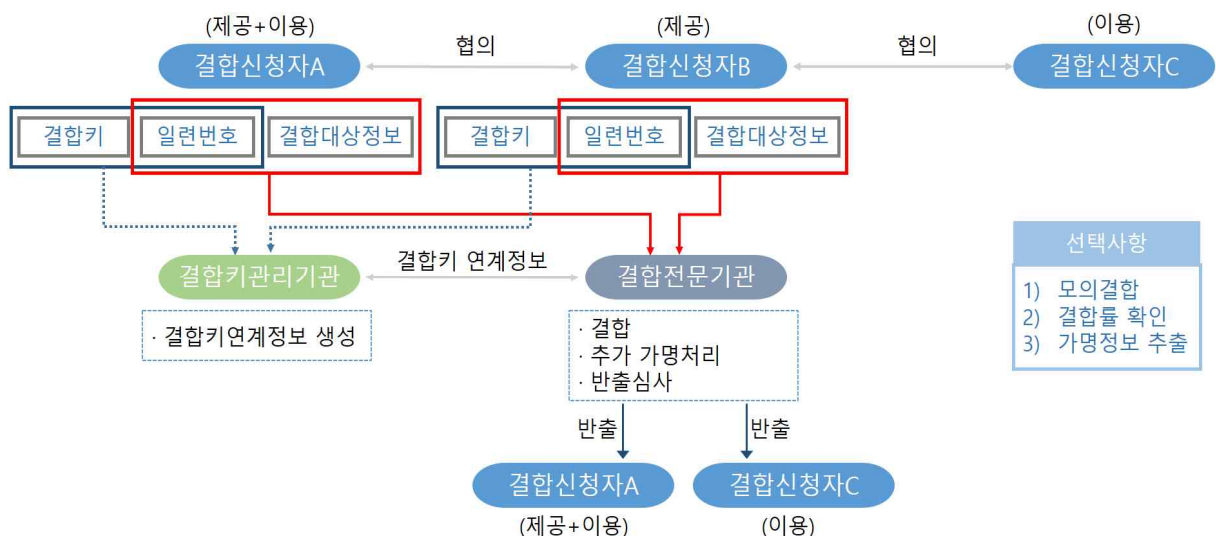 (제공+이용)
(제공)
(이용)
결합신청자A
협의
결합신청자B
협의
결합신청자C
결합키
일련번호
결합대상정보
결합키
일련번호
결합대상정보
결합키관리기관
결합키 연계정보
결합전문기관
· 결합키연계정보 생성
· 결합
· 추가 가명처리
· 반출심사
선택사항
1) 모의결합
2) 결합률 확인
3) 가명정보 추출
반출
반출
결합신청자A
결합신청자C
(제공+이용)
(이용)